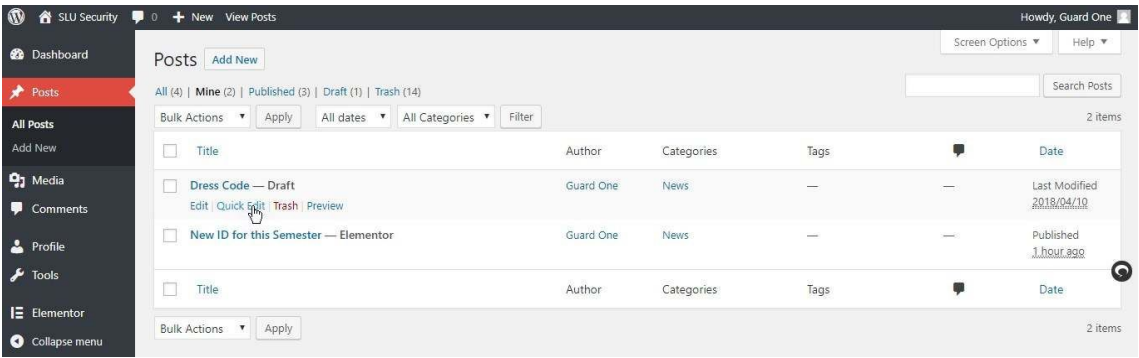 SLU Security 0 + New View Posts Howdy, Guard One
Dashboard
Posts
All Posts
Add New
Media
Comments
Profile
Tools
Elementor
Collapse menu
Screen Options ▼ Help ▼
Posts Add New
All (4) | Mine (2) | Published (3) | Draft (1) | Trash (14)
Search Posts
Bulk Actions ▼ Apply All dates ▼ All Categories ▼ Filter 2 items
Title Author Categories Tags Date
Dress Code — Draft Guard One News — — Last Modified
Edit | Quick Edit | Trash | Preview 2018/04/10
New ID for this Semester — Elementor Guard One News — — Published
1 hour ago
Title Author Categories Tags Date
Bulk Actions ▼ Apply 2 items